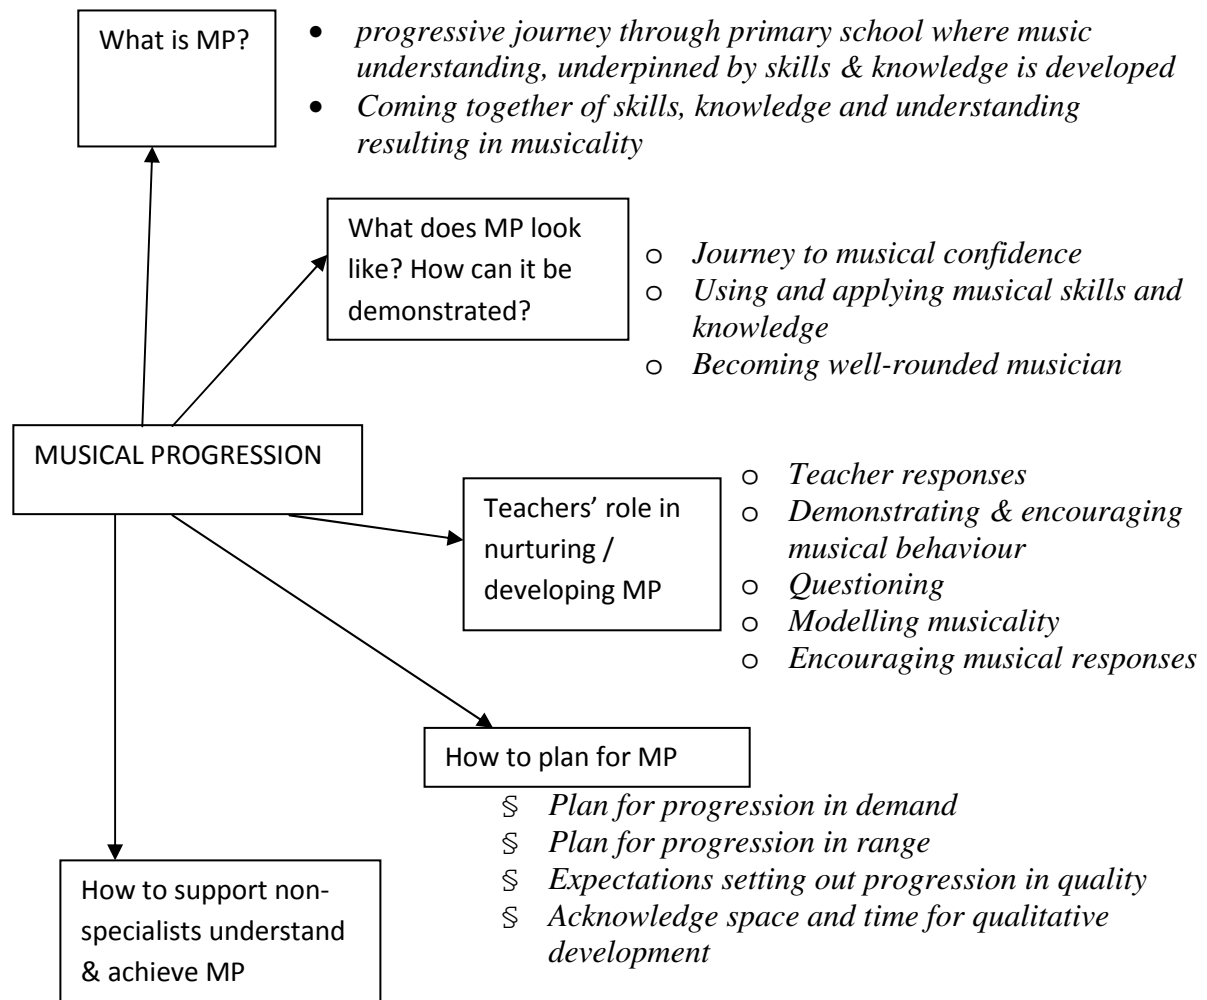 What is MP?
• progressive journey through primary school where music
understanding, underpinned by skills & knowledge is developed
• Coming together of skills, knowledge and understanding
resulting in musicality
What does MP look
like? How can it be
demonstrated?
o Journey to musical confidence
o Using and applying musical skills and
knowledge
o Becoming well-rounded musician
MUSICAL PROGRESSION
Teachers’ role in
nurturing /
developing MP
o Teacher responses
o Demonstrating & encouraging
musical behaviour
o Questioning
o Modelling musicality
o Encouraging musical responses
How to plan for MP
§ Plan for progression in demand
§ Plan for progression in range
§ Expectations setting out progression in quality
§ Acknowledge space and time for qualitative
development
How to support non-
specialists understand
& achieve MP